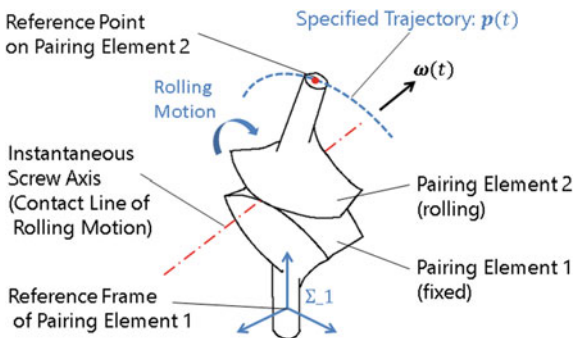 Reference Point
on Pairing Element 2
Specified Trajectory: p(t)
ω(t)
Rolling
Motion
Instantaneous
Screw Axis
(Contact Line of
Rolling Motion)
Pairing Element 2
(rolling)
Pairing Element 1
(fixed)
Reference Frame
of Pairing Element 1
Σ_1